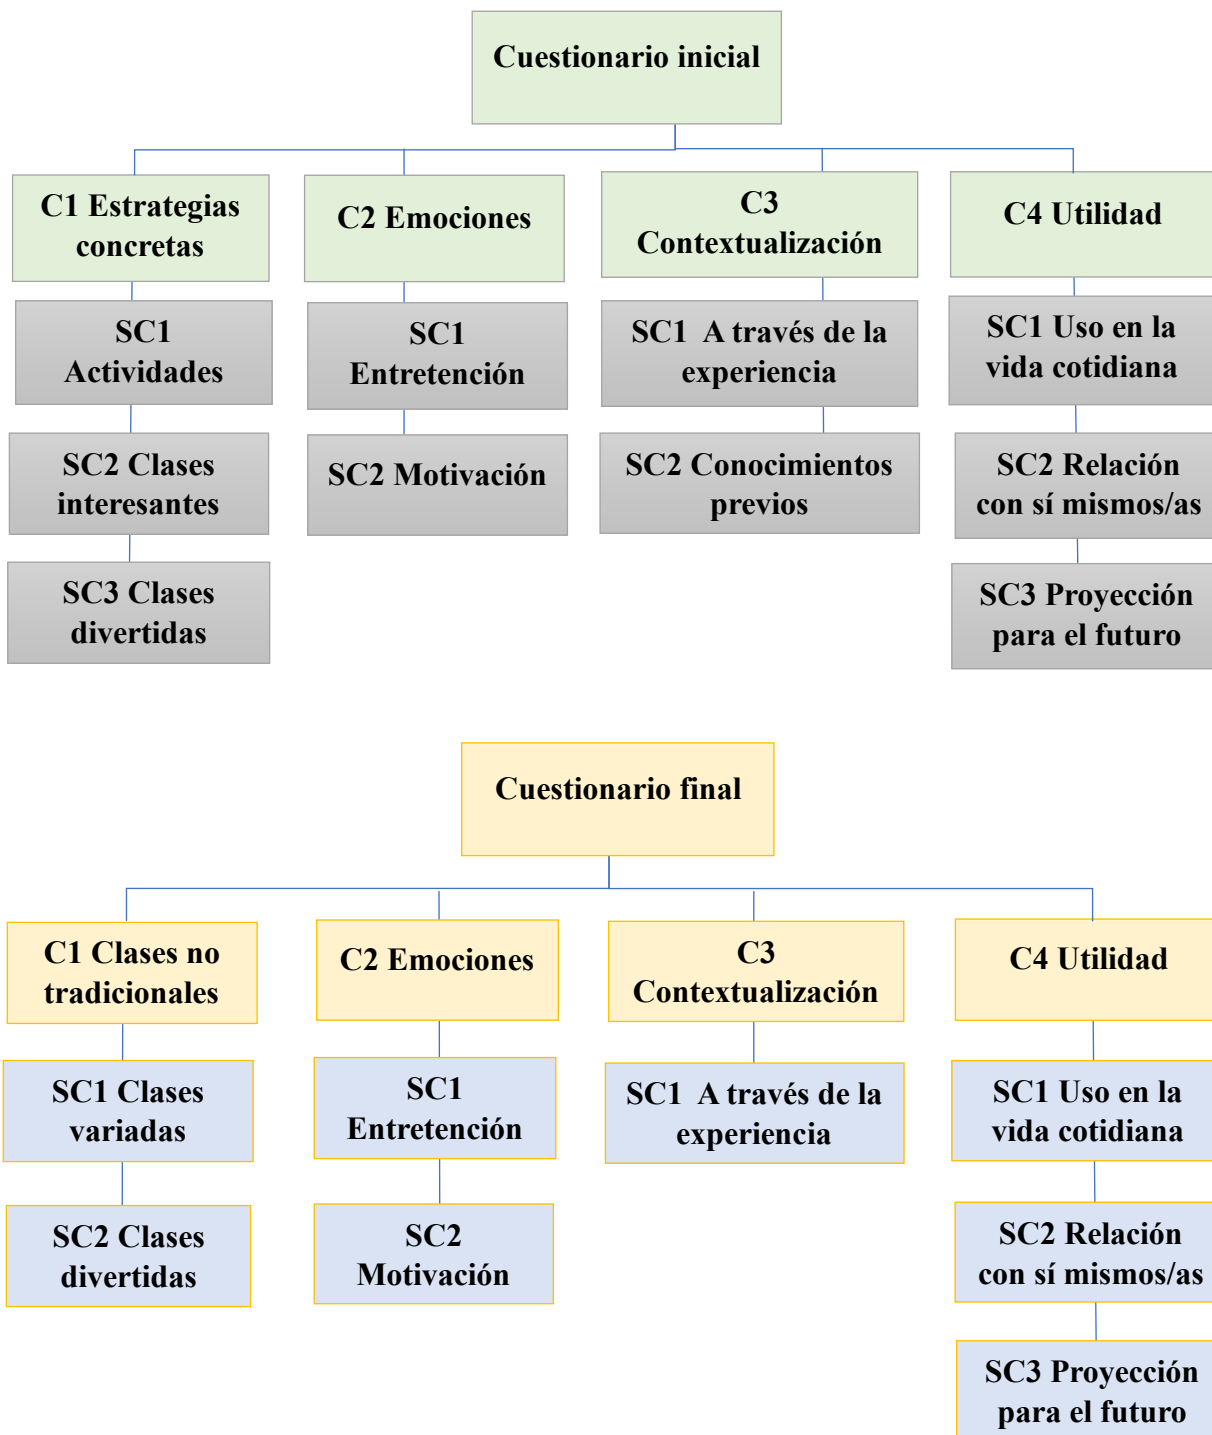 Cuestionario inicial
C1 Estrategias
concretas
C2 Emociones
C3
Contextualización
C4 Utilidad
SC1
Actividades
SC1
Entretención
SC1 A través de la
experiencia
SC1 Uso en la
vida cotidiana
SC2 Clases
interesantes
SC2 Motivación
SC2 Conocimientos
previos
SC2 Relación
con sí mismos/as
SC3 Clases
divertidas
SC3 Proyección
para el futuro
Cuestionario final
C1 Clases no
tradicionales
C2 Emociones
C3
Contextualización
C4 Utilidad
SC1 Clases
variadas
SC1
Entretención
SC1 A través de la
experiencia
SC1 Uso en la
vida cotidiana
SC2 Clases
divertidas
SC2
Motivación
SC2 Relación
con sí mismos/as
SC3 Proyección
para el futuro